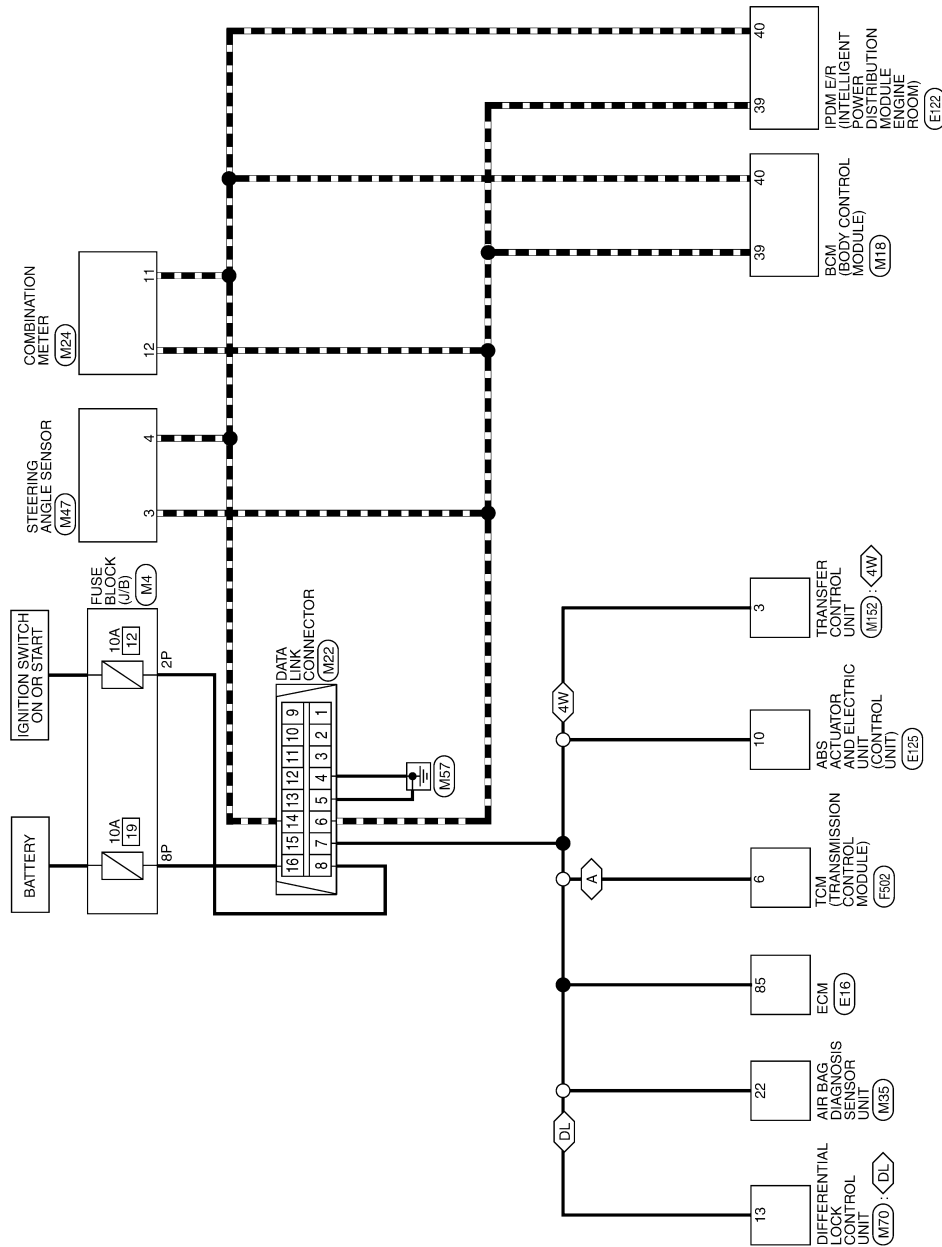 BATTERY
IGNITION SWITCH
ON OR START
10A
19
10A
12
FUSE
BLOCK
(J/B)
M4
8P
2P
STEERING
ANGLE SENSOR
M47
3
4
COMBINATION
METER
M24
12
11
DATA
LINK
CONNECTOR
M22
16 15 14 13 12 11 10 9
8 7 6 5 4 3 2 1
M57
DL
A
4W
13
DIFFERENTIAL
LOCK
CONTROL
UNIT
M70 : DL
22
AIR BAG
DIAGNOSIS
SENSOR
UNIT
M35
85
ECM
E16
6
TCM
(TRANSMISSION
CONTROL
MODULE)
F502
10
ABS
ACTUATOR
AND ELECTRIC
UNIT
(CONTROL
UNIT)
E125
3
TRANSFER
CONTROL
UNIT
M152 : 4W
39
40
BCM
(BODY CONTROL
MODULE)
M18
39
40
IPDM E/R
(INTELLIGENT
POWER
DISTRIBUTION
MODULE
ENGINE
ROOM)
E122